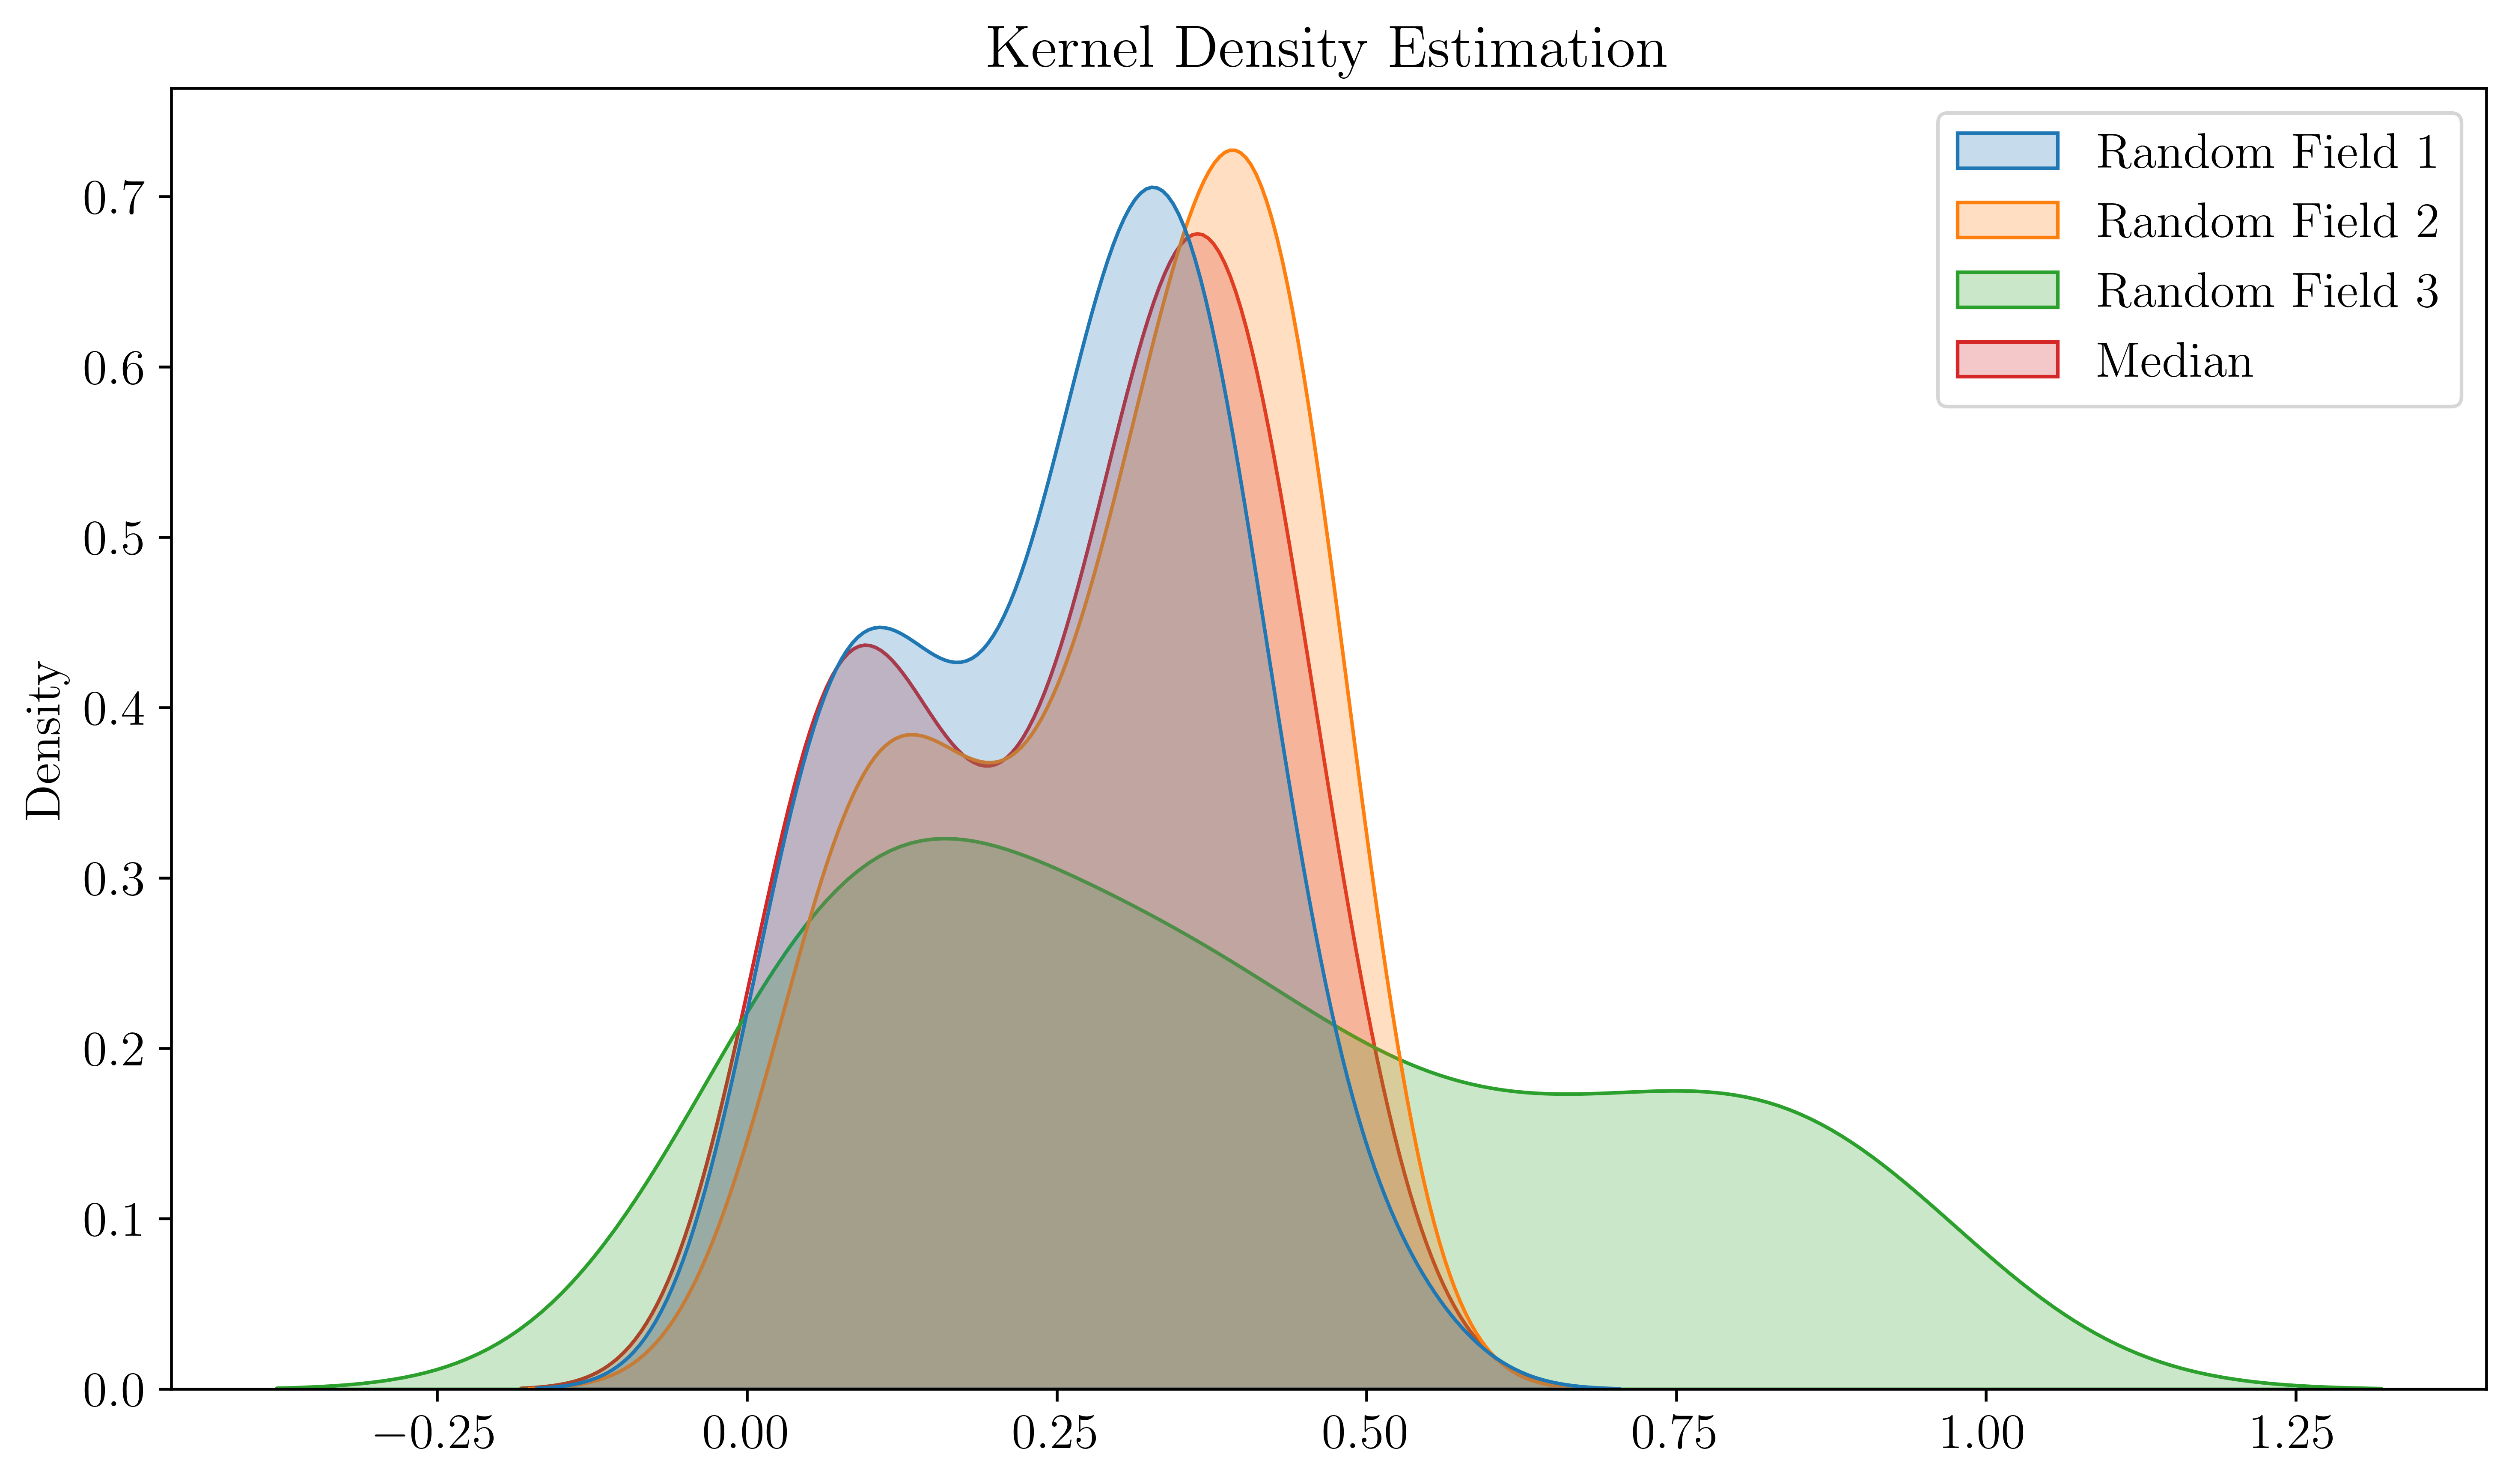 Kernel Density Estimation
Random Field 1
Random Field 2
Random Field 3
Median
Density
0.7
0.6
0.5
0.4
0.3
0.2
0.1
0.0
−0.25 0.00 0.25 0.50 0.75 1.00 1.25